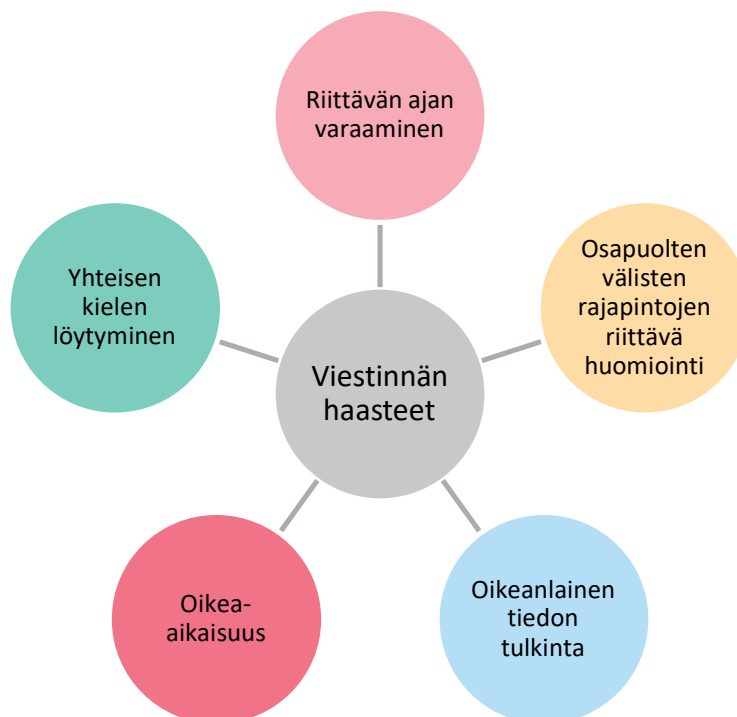 Riittävän ajan
varaaminen
Osapuolten
välisten
rajapintojen
riittävä
huomiointi
Yhteisen
kielen
löytyminen
Viestinnän
haasteet
Oikea-
aikaisuus
Oikeanlainen
tiedon
tulkinta